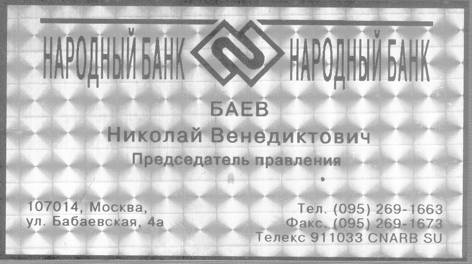 НАРОДНЫЙ БАНК НАРОДНЫЙ БАНК
БАЕВ
Николай Венедиктович
Председатель правления
107014, Москва,
ул. Бабаевская, 4а
Тел. (095) 269-1663
Факс. (095) 269-1673
Телекс 911033 CNARB SU